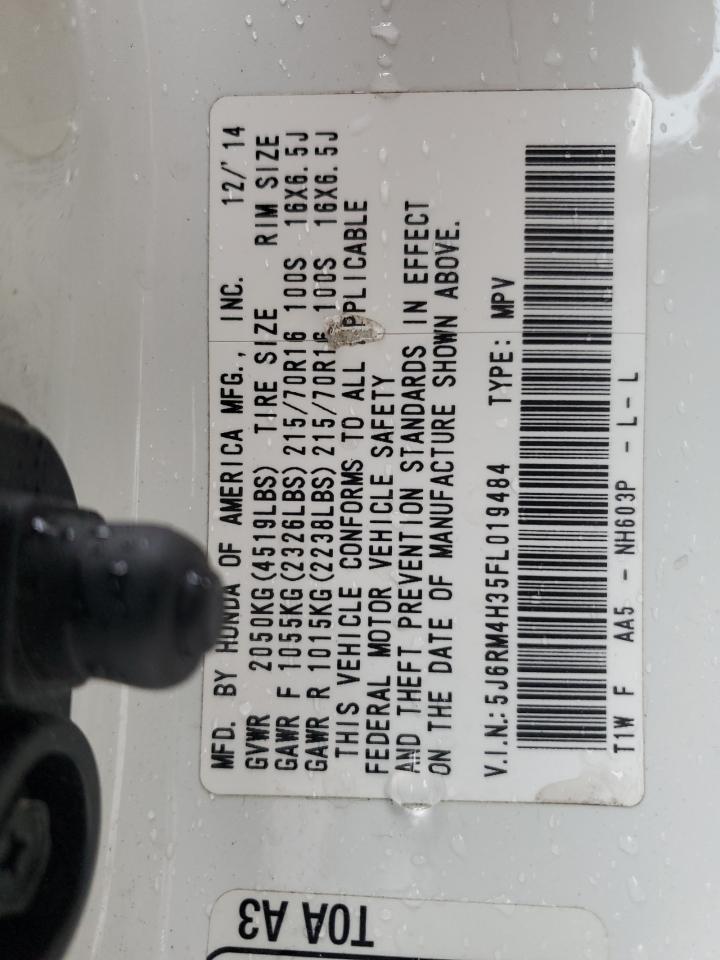 MFD. BY HONDA OF AMERICA MFG., INC. 12/'14
GVWR 2050KG(4519LBS) TIRE SIZE RIM SIZE
GAWR F 1055KG(2326LBS) 215/70R16 100S 16X6.5J
GAWR R 1015KG(2238LBS) 215/70R16 100S 16X6.5J
THIS VEHICLE CONFORMS TO ALL APPLICABLE
FEDERAL MOTOR VEHICLE SAFETY
AND THEFT PREVENTION STANDARDS IN EFFECT
ON THE DATE OF MANUFACTURE SHOWN ABOVE.
V.I.N.: 5J6RM4H35FL019484 TYPE: MPV
T1W F AA5 - NH603P - L - L
T0A A3